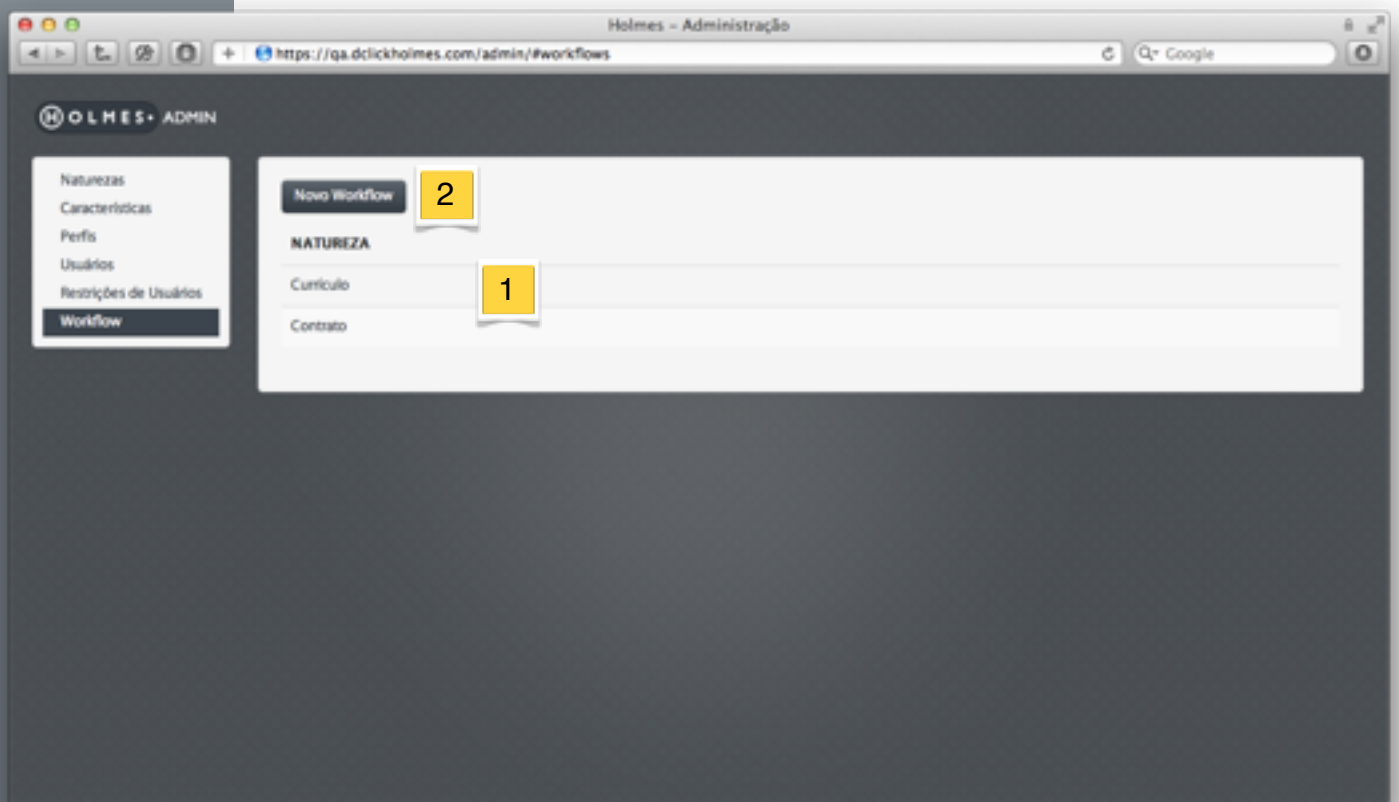 Holmes – Administração
https://qa.dclickholmes.com/admin/#workflows
Google
HOLMES• ADMIN
Naturezas
Características
Perfis
Usuários
Restrições de Usuários
Workflow
Novo Workflow
2
NATUREZA
Currículo
1
Contrato